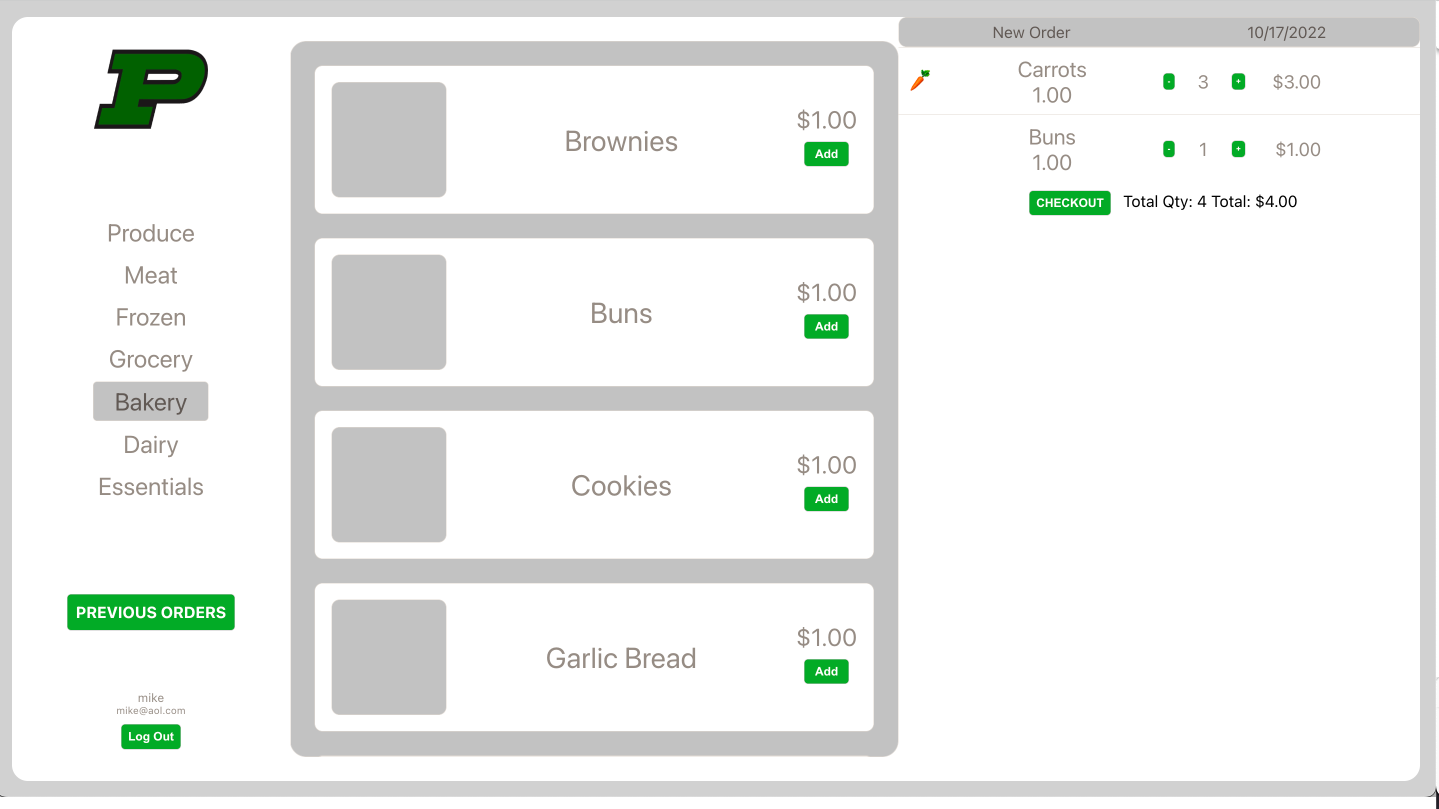 P
Produce
Meat
Frozen
Grocery
Bakery
Dairy
Essentials
PREVIOUS ORDERS
mike
mike@aol.com
Log Out
Brownies
$1.00
Add
Buns
$1.00
Add
Cookies
$1.00
Add
Garlic Bread
$1.00
Add
New Order 10/17/2022
Carrots
1.00
- 3 + $3.00
Buns
1.00
- 1 + $1.00
CHECKOUT Total Qty: 4 Total: $4.00